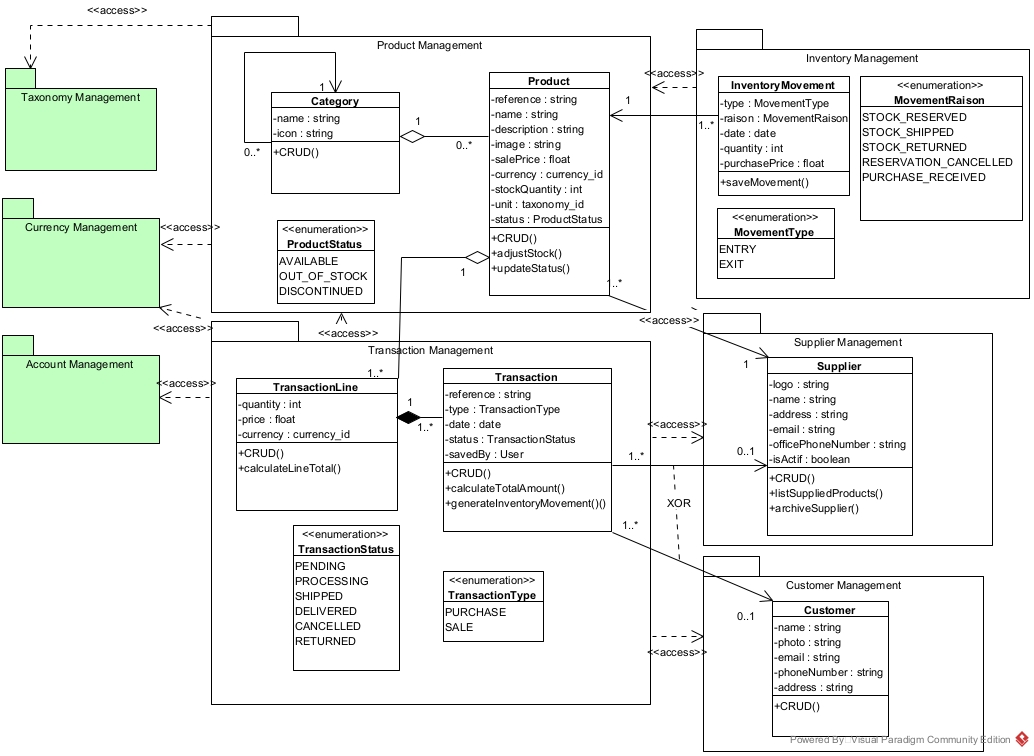 <<access>>
Product Management
Category
-name : string
-icon : string
+CRUD()
1
0..*
1
0..*
Product
-reference : string
-name : string
-description : string
-image : string
-salePrice : float
-currency : currency_id
-stockQuantity : int
-unit : taxonomy_id
-status : ProductStatus
+CRUD()
+adjustStock()
+updateStatus()
<<enumeration>>
ProductStatus
AVAILABLE
OUT_OF_STOCK
DISCONTINUED
1
1..*
Taxonomy Management
Currency Management
<<access>>
<<access>>
Account Management
<<access>>
<<access>>
Inventory Management
<<access>>
1
1..*
InventoryMovement
-type : MovementType
-raison : MovementRaison
-date : date
-quantity : int
-purchasePrice : float
+saveMovement()
<<enumeration>>
MovementRaison
STOCK_RESERVED
STOCK_SHIPPED
STOCK_RETURNED
RESERVATION_CANCELLED
PURCHASE_RECEIVED
<<enumeration>>
MovementType
ENTRY
EXIT
<<access>>
Transaction Management
1..*
TransactionLine
-quantity : int
-price : float
-currency : currency_id
+CRUD()
+calculateLineTotal()
1
1..*
Transaction
-reference : string
-type : TransactionType
-date : date
-status : TransactionStatus
-savedBy : User
+CRUD()
+calculateTotalAmount()
+generateInventoryMovement()()
<<enumeration>>
TransactionStatus
PENDING
PROCESSING
SHIPPED
DELIVERED
CANCELLED
RETURNED
<<enumeration>>
TransactionType
PURCHASE
SALE
Supplier Management
1
Supplier
-logo : string
-name : string
-address : string
-email : string
-officePhoneNumber : string
-isActif : boolean
+CRUD()
+listSuppliedProducts()
+archiveSupplier()
<<access>>
1..*
0..1
XOR
1..*
0..1
<<access>>
Customer Management
Customer
-name : string
-photo : string
-email : string
-phoneNumber : string
-address : string
+CRUD()
Powered By Visual Paradigm Community Edition